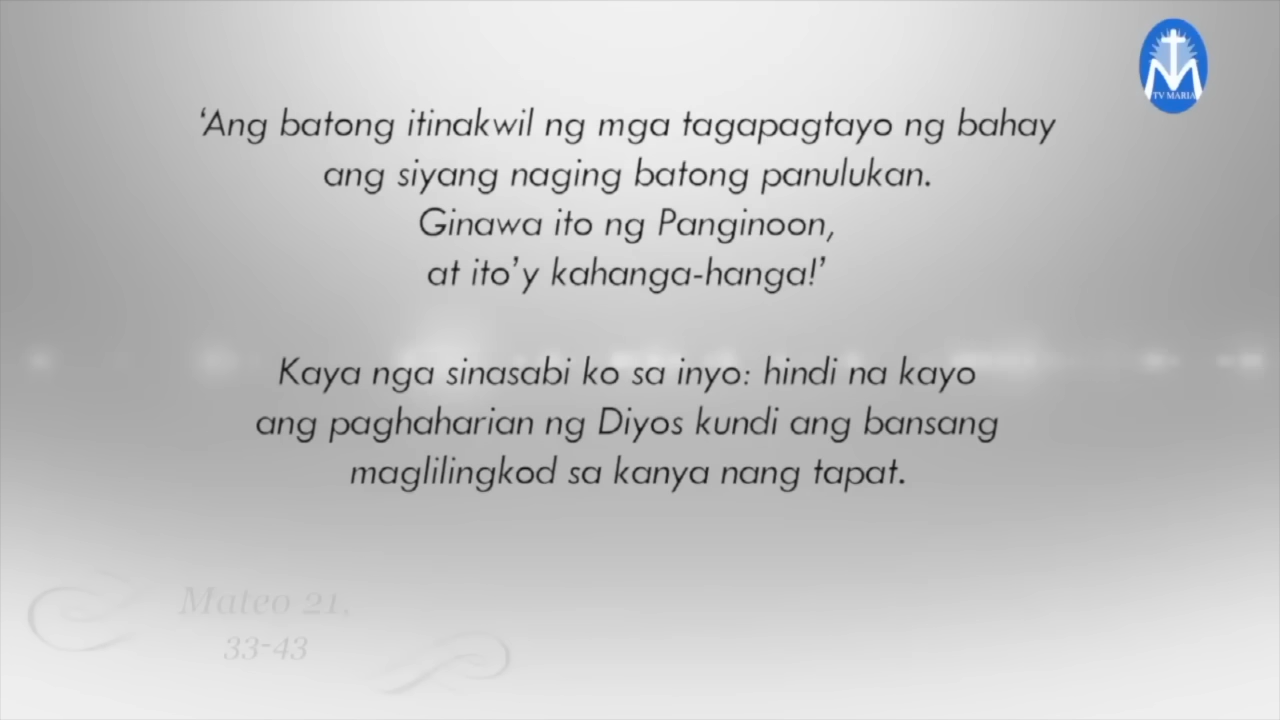 TV MARIA
‘Ang batong itinakwil ng mga tagapagtayo ng bahay
ang siyang naging batong panulukan.
Ginawa ito ng Panginoon,
at ito’y kahanga-hanga!’
Kaya nga sinasabi ko sa inyo: hindi na kayo
ang paghaharian ng Diyos kundi ang bansang
maglilingkod sa kanya nang tapat.
Mateo 21,
33-43